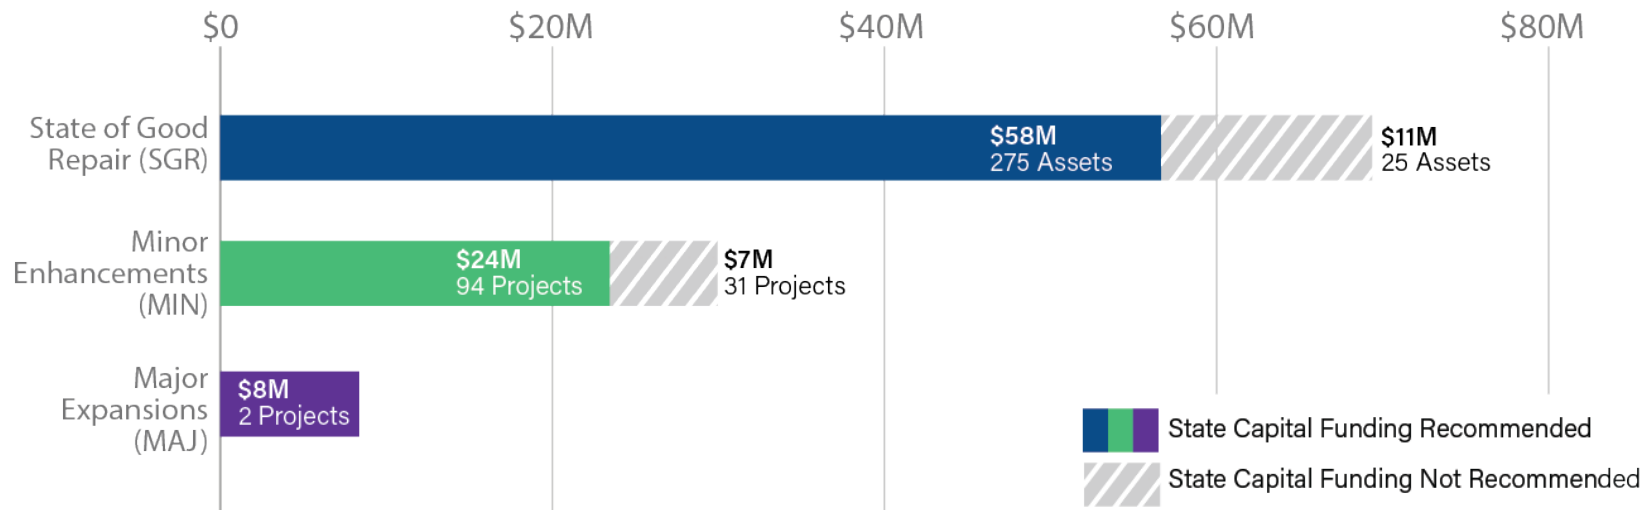 $0 $20M $40M $60M $80M
State of Good
Repair (SGR)
$58M
275 Assets
$11M
25 Assets
Minor
Enhancements
(MIN)
$24M
94 Projects
$7M
31 Projects
Major
Expansions
(MAJ)
$8M
2 Projects
State Capital Funding Recommended
State Capital Funding Not Recommended